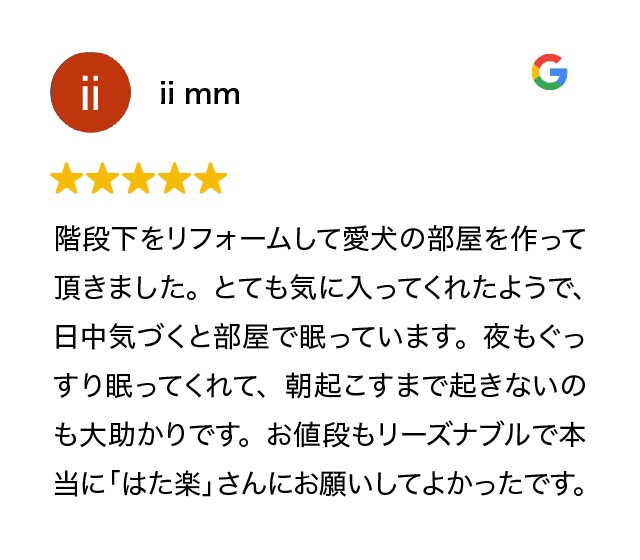 ii
ii mm
階段下をリフォームして愛犬の部屋を作って
頂きました。とても気に入ってくれたようで、
日中気づくと部屋で眠っています。夜もぐっ
すり眠ってくれて、朝起こすまで起きないの
も大助かりです。お値段もリーズナブルで本
当に「はた楽」さんにお願いしてよかったです。